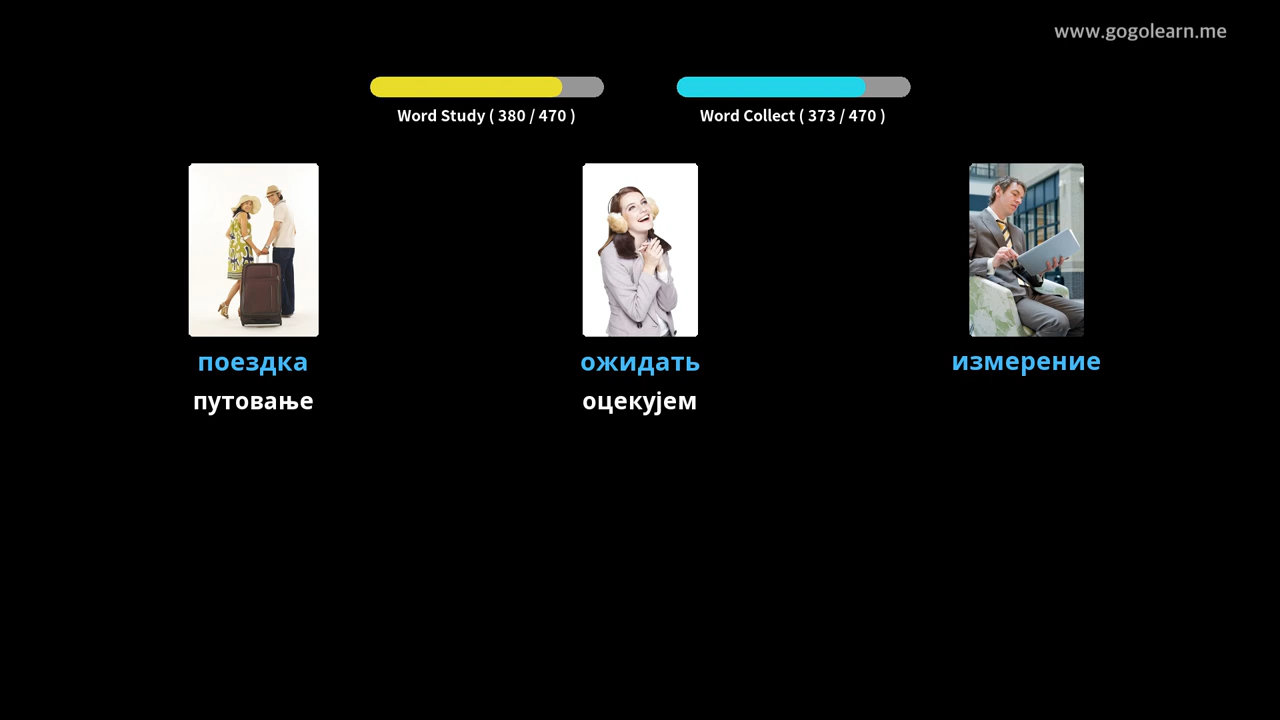 www.gogolearn.me
Word Study ( 380 / 470 )
Word Collect ( 373 / 470 )
поездка
ожидать
измерение
путовање
оцекујем